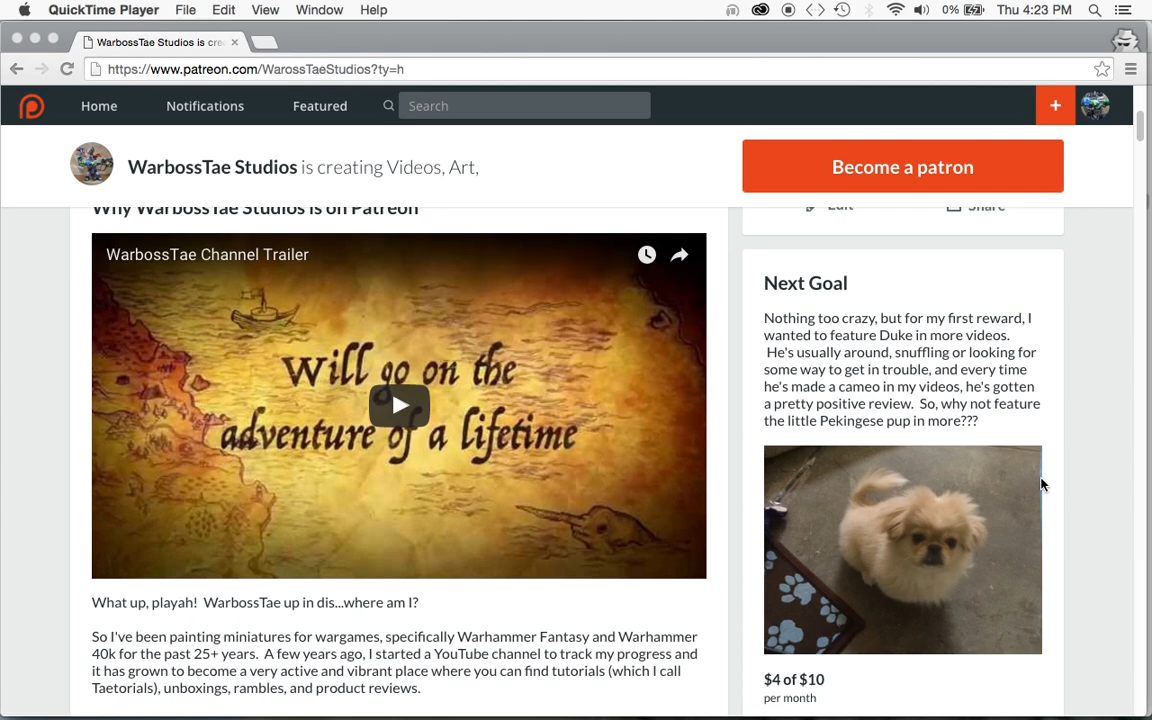 QuickTime Player File Edit View Window Help 0% Thu 4:23 PM
WarbossTae Studios is cre
https://www.patreon.com/WarossTaeStudios?ty=h
Home Notifications Featured Search +
WarbossTae Studios is creating Videos, Art,
Become a patron
Why WarbossTae Studios is on Patreon
Edit Share
WarbossTae Channel Trailer
Will go on the
adventure of a lifetime
What up, playah!  WarbossTae up in dis...where am I?
So I've been painting miniatures for wargames, specifically Warhammer Fantasy and Warhammer
40k for the past 25+ years.  A few years ago, I started a YouTube channel to track my progress and
it has grown to become a very active and vibrant place where you can find tutorials (which I call
Taetorials), unboxings, rambles, and product reviews.
Next Goal
Nothing too crazy, but for my first reward, I
wanted to feature Duke in more videos.
He's usually around, snuffling or looking for
some way to get in trouble, and every time
he's made a cameo in my videos, he's gotten
a pretty positive review.  So, why not feature
the little Pekingese pup in more???
$4 of $10
per month